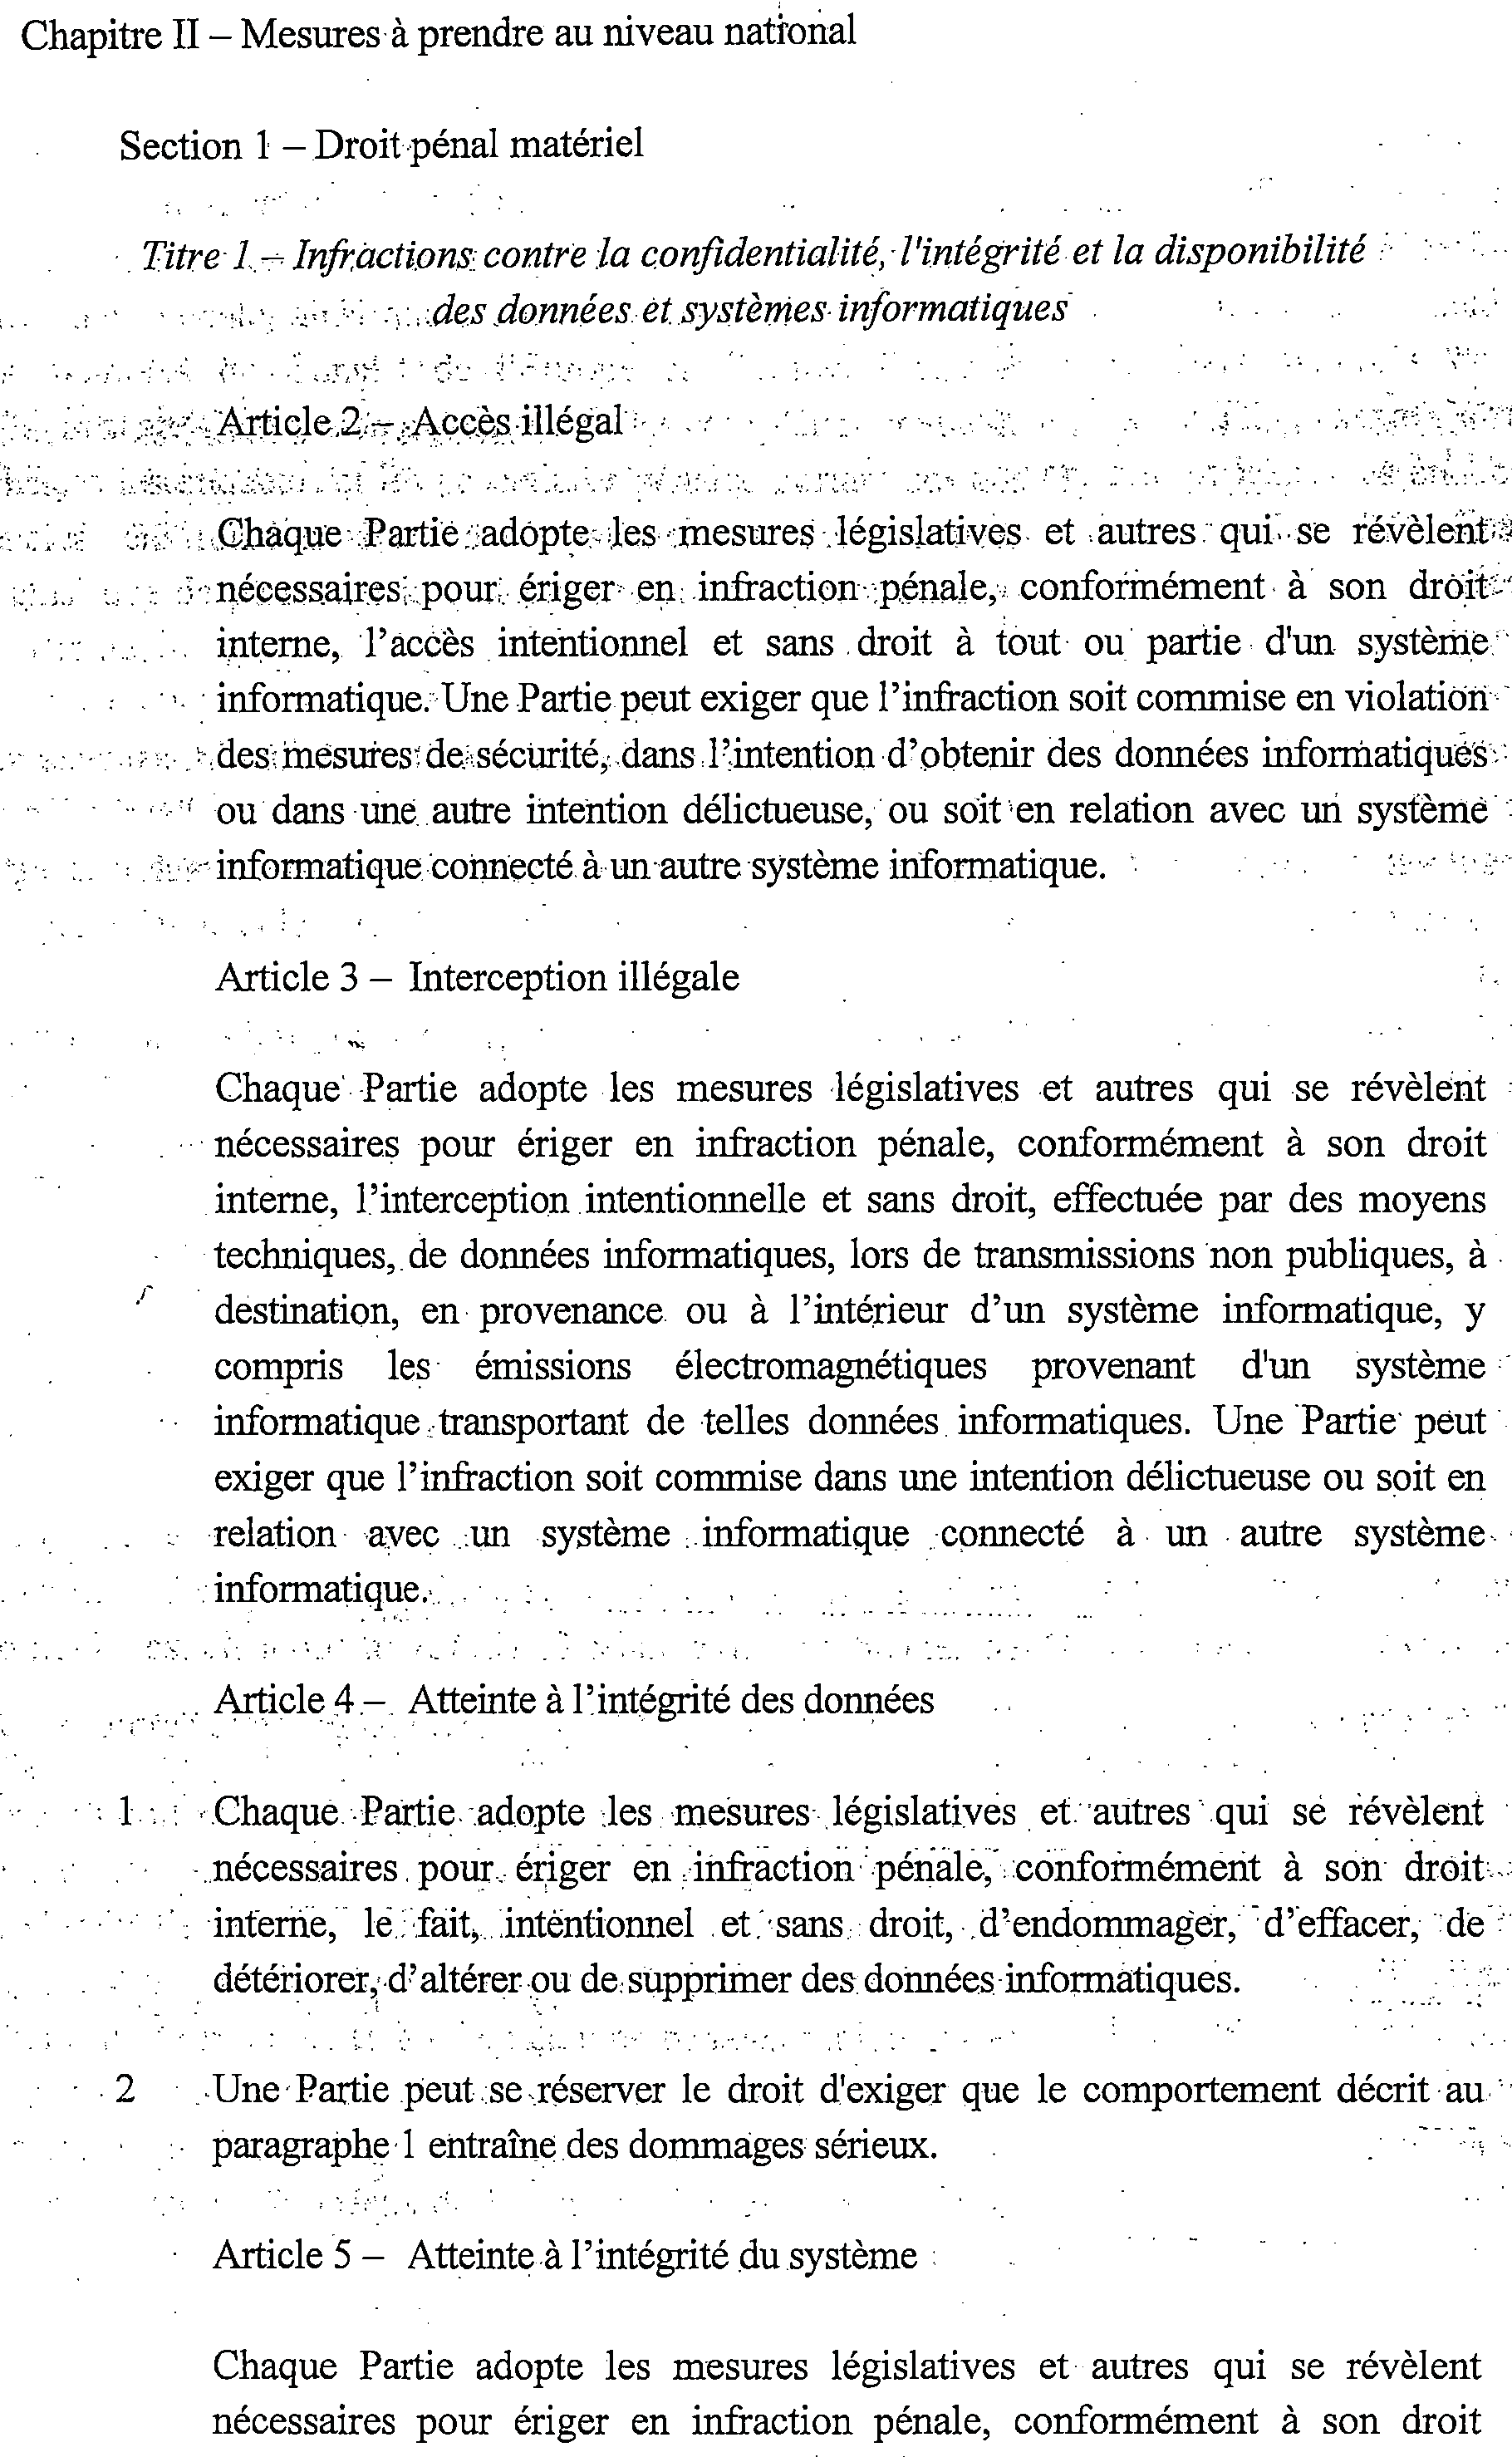 Chapitre II – Mesures à prendre au niveau national
Section 1 – Droit pénal matériel
Titre 1 – Infractions contre la confidentialité, l'intégrité et la disponibilité
des données et systèmes informatiques
Article 2 – Accès illégal
Chaque Partie adopte les mesures législatives et autres qui se révèlent
nécessaires pour ériger en infraction pénale, conformément à son droit
interne, l’accès intentionnel et sans droit à tout ou partie d'un système
informatique. Une Partie peut exiger que l’infraction soit commise en violation
des mesures de sécurité, dans l’intention d’obtenir des données informatiques
ou dans une autre intention délictueuse, ou soit en relation avec un système
informatique connecté à un autre système informatique.
Article 3 – Interception illégale
Chaque Partie adopte les mesures législatives et autres qui se révèlent
nécessaires pour ériger en infraction pénale, conformément à son droit
interne, l’interception intentionnelle et sans droit, effectuée par des moyens
techniques, de données informatiques, lors de transmissions non publiques, à
destination, en provenance ou à l’intérieur d’un système informatique, y
compris les émissions électromagnétiques provenant d'un système
informatique transportant de telles données informatiques. Une Partie peut
exiger que l’infraction soit commise dans une intention délictueuse ou soit en
relation avec un système informatique connecté à un autre système
informatique.
Article 4 – Atteinte à l’intégrité des données
1 Chaque Partie adopte les mesures législatives et autres qui se révèlent
nécessaires pour ériger en infraction pénale, conformément à son droit
interne, le fait, intentionnel et sans droit, d’endommager, d’effacer, de
détériorer, d’altérer ou de supprimer des données informatiques.
2 Une Partie peut se réserver le droit d'exiger que le comportement décrit au
paragraphe 1 entraîne des dommages sérieux.
Article 5 – Atteinte à l’intégrité du système
Chaque Partie adopte les mesures législatives et autres qui se révèlent
nécessaires pour ériger en infraction pénale, conformément à son droit